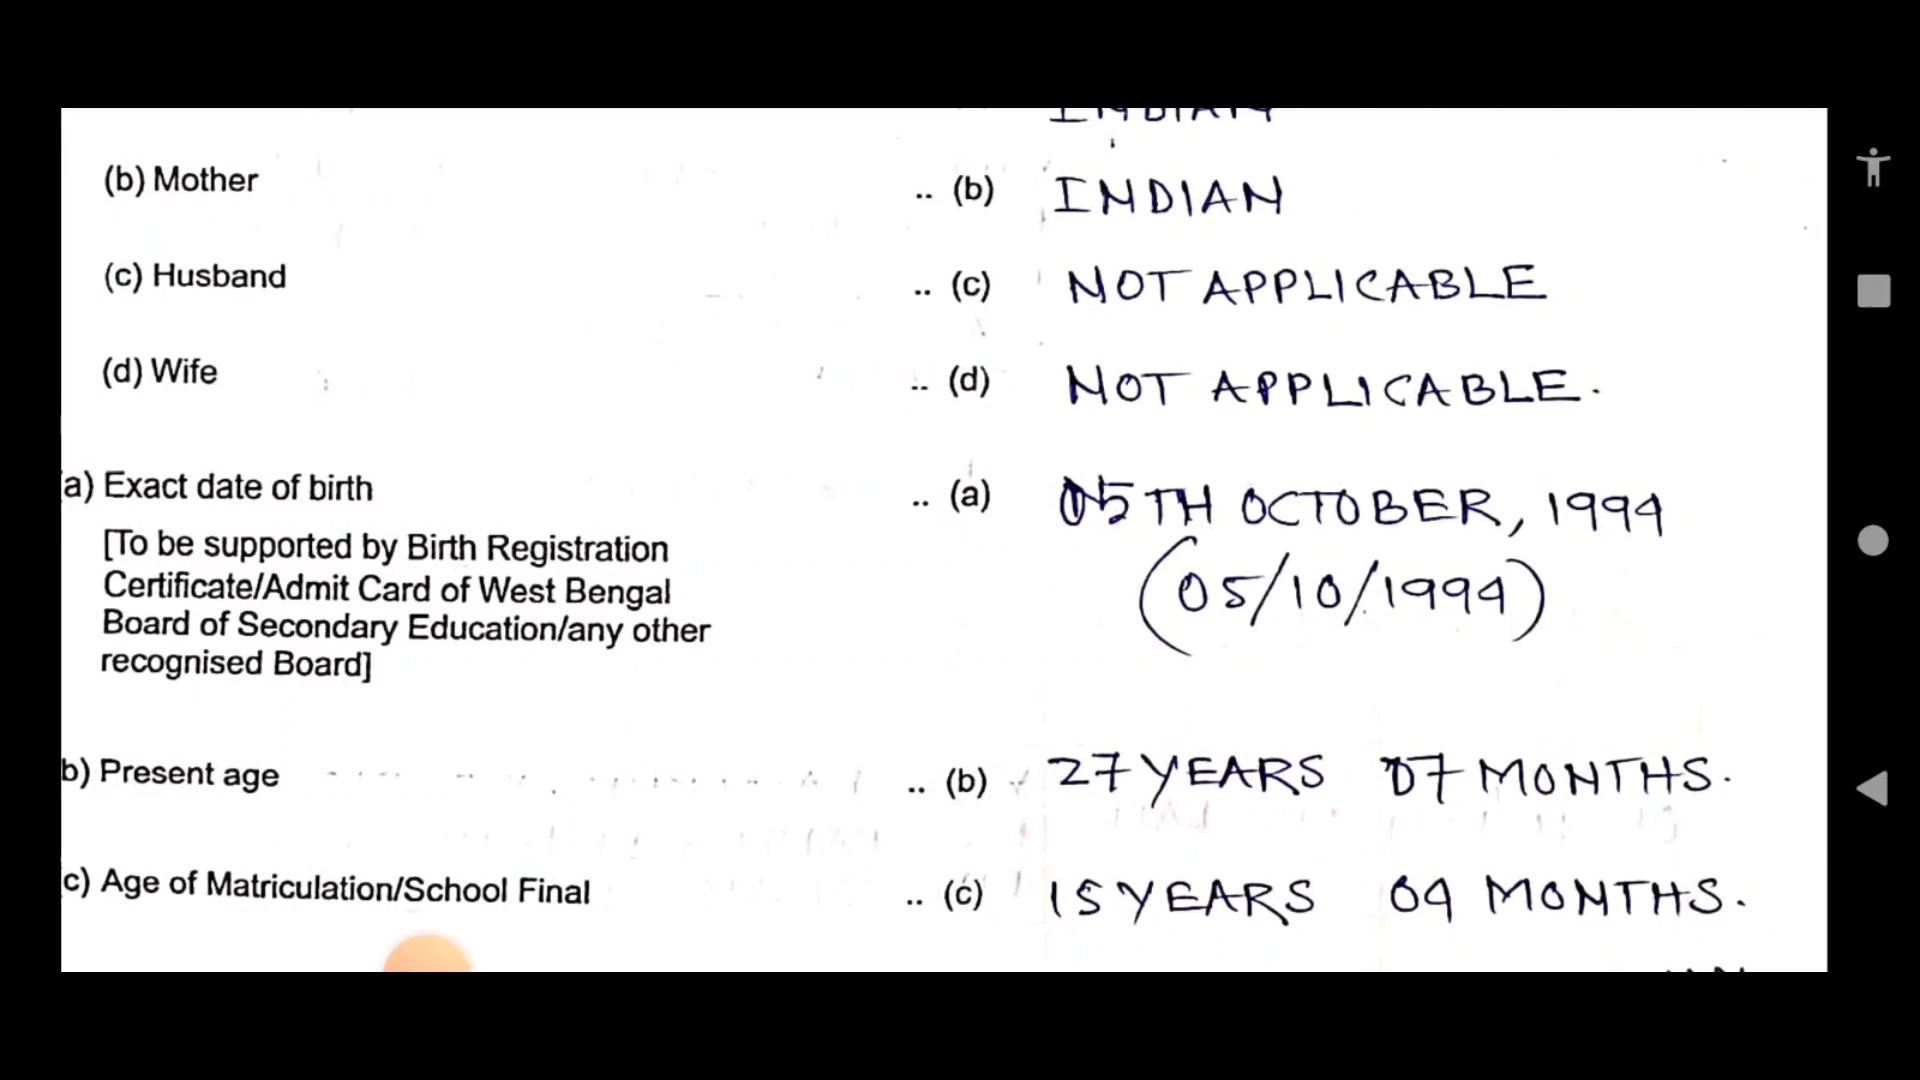 INDIAN
(b) Mother .. (b) INDIAN
(c) Husband .. (c) NOT APPLICABLE
(d) Wife .. (d) NOT APPLICABLE.
a) Exact date of birth .. (a) 05TH OCTOBER, 1994
[To be supported by Birth Registration
Certificate/Admit Card of West Bengal
Board of Secondary Education/any other
recognised Board]
(05/10/1994)
b) Present age .. (b) 27 YEARS 07 MONTHS.
c) Age of Matriculation/School Final .. (c) 15 YEARS 04 MONTHS.